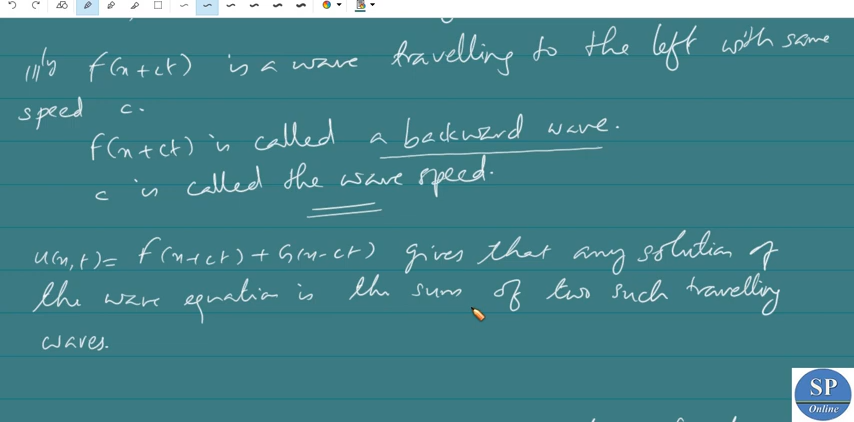 |||ly f(x+ct) is a wave travelling to the left with same
speed c.
f(x+ct) is called a backward wave.
c is called the wave speed.
u(x,t) = F(x+ct) + G(x-ct) gives that any solution of
the wave equation is the sum of two such travelling
waves.
SP
Online